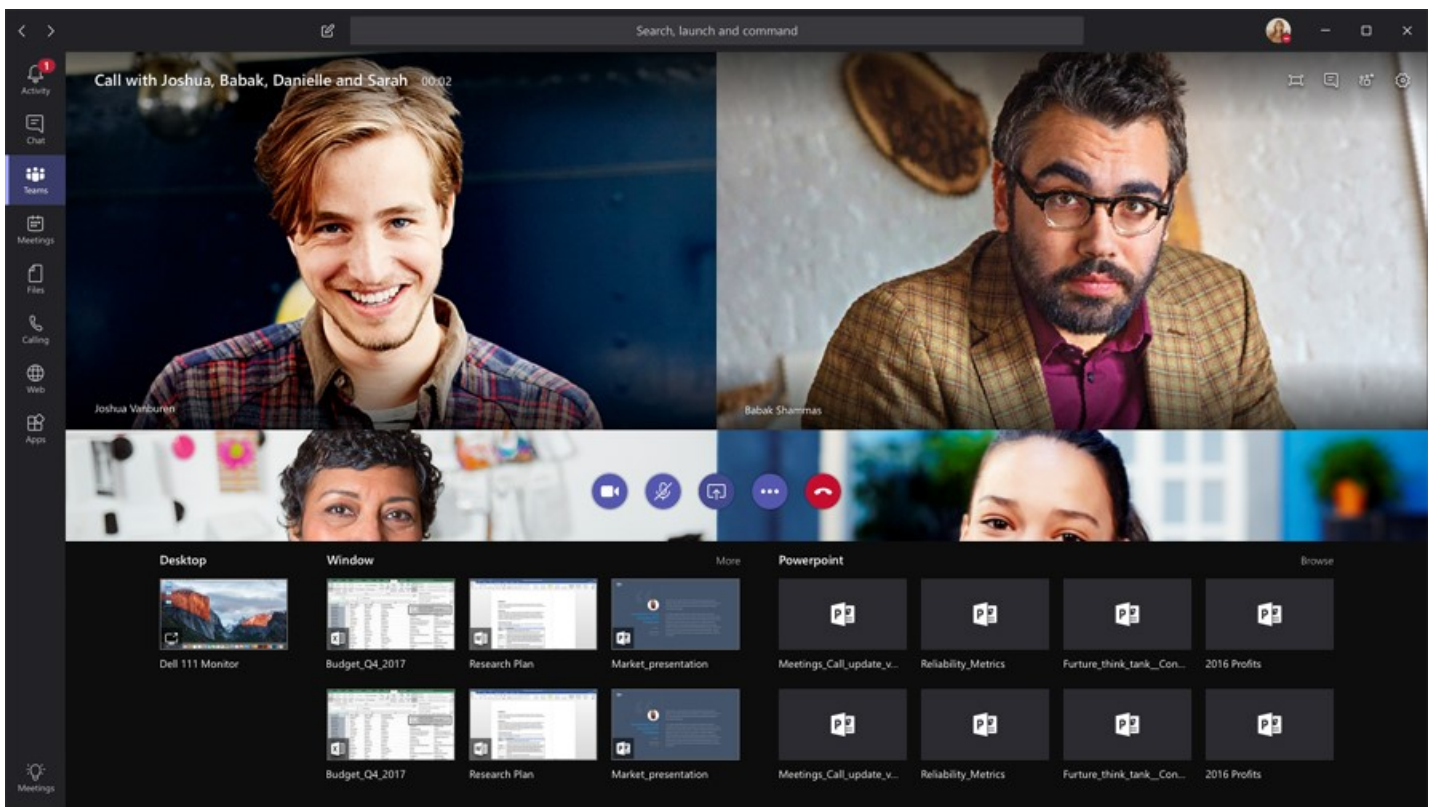 Search, launch and command
1
Activity
Chat
Teams
Meetings
Files
Calling
Web
Apps
Meetings
Call with Joshua, Babak, Danielle and Sarah 00:02
Joshua Vanburen
Babak Shammas
Desktop
Dell 111 Monitor
Window More
Budget_Q4_2017 Research Plan Market_presentation
Budget_Q4_2017 Research Plan Market_presentation
Powerpoint Browse
Meetings_Call_update_v... Reliability_Metrics Furture_think_tank__Con... 2016 Profits
Meetings_Call_update_v... Reliability_Metrics Furture_think_tank__Con... 2016 Profits